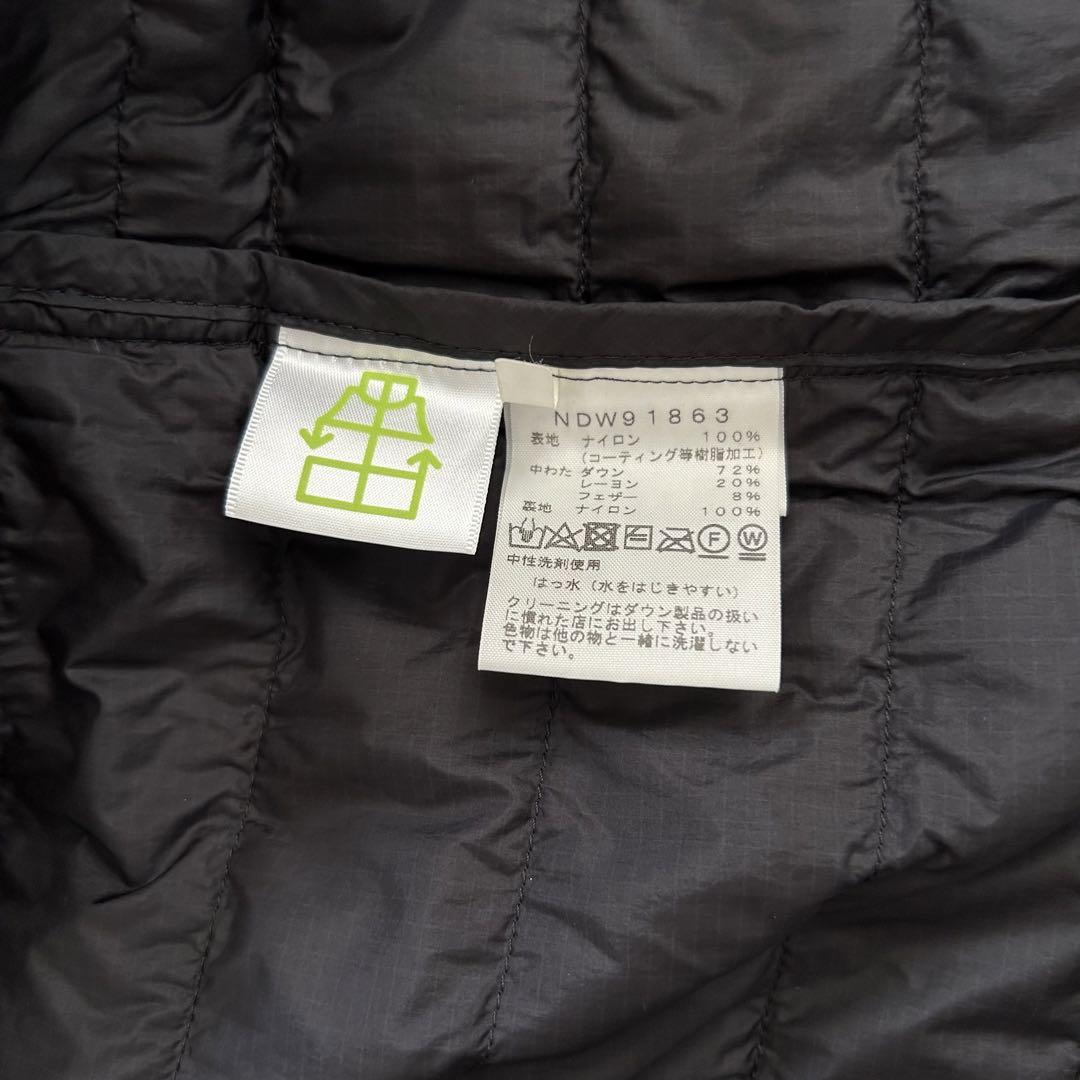 NDW91863
表地 ナイロン 100%
(コーティング等樹脂加工)
中わた ダウン 72%
レーヨン 20%
フェザー 8%
裏地 ナイロン 100%
F W
中性洗剤使用
はっ水（水をはじきやすい）
クリーニングはダウン製品の扱い
に慣れた店にお出し下さい。
色物は他の物と一緒に洗濯しない
で下さい。